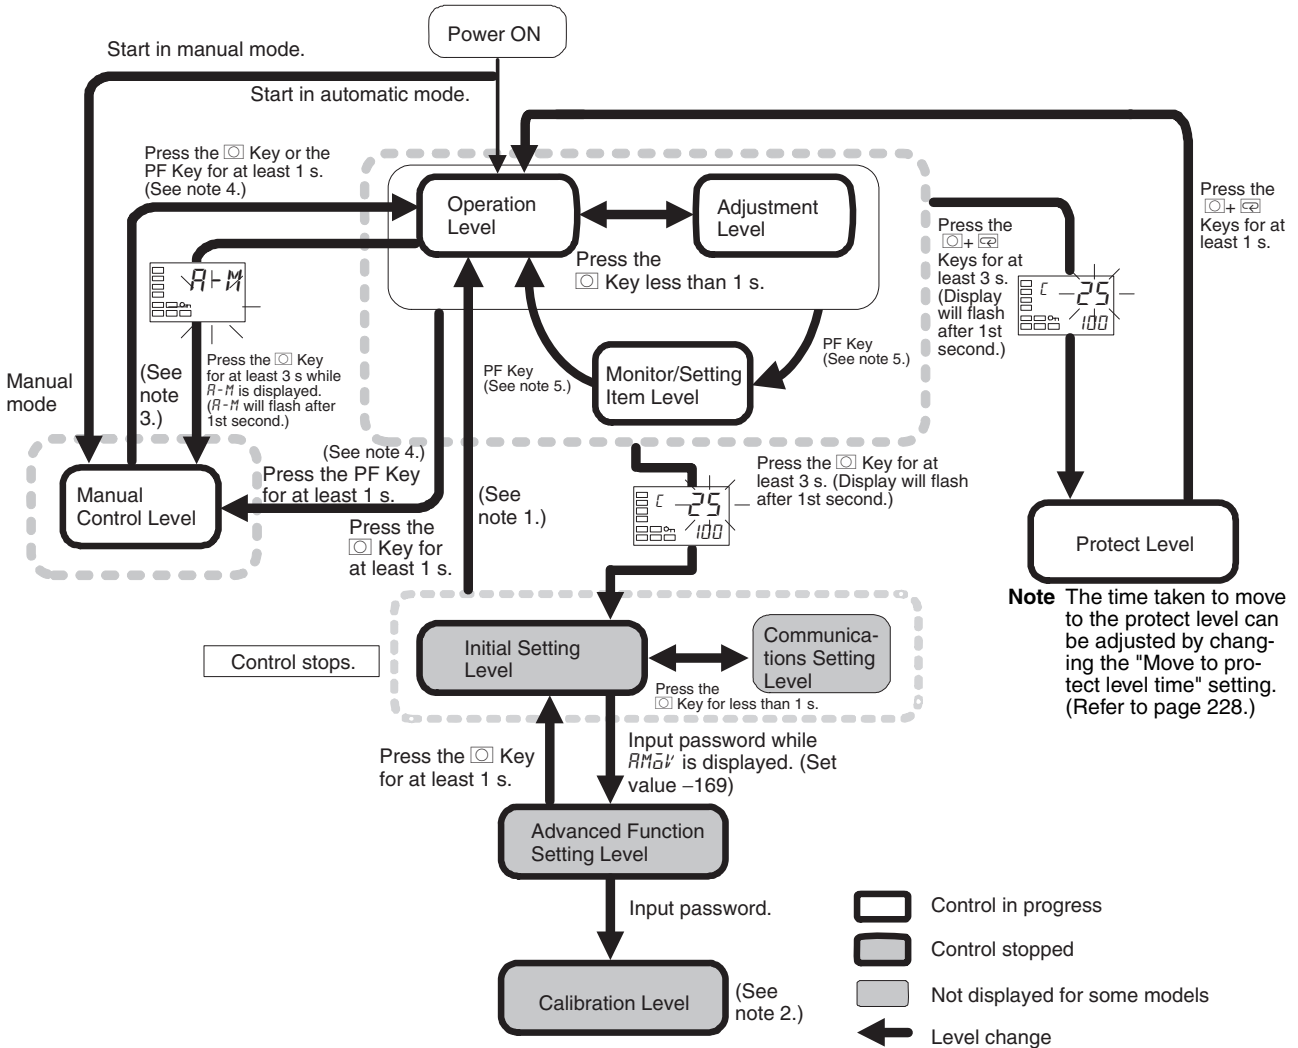 Power ON
Start in manual mode.
Start in automatic mode.
Press the Key or the
PF Key for at least 1 s.
(See note 4.)
Operation
Level
Adjustment
Level
Press the
Key less than 1 s.
Press the
+
Keys for at
least 3 s.
(Display
will flash
after 1st
second.)
Press the
+
Keys for at
least 1 s.
A-M
C 25
100
Manual
mode
(See
note
3.)
Press the Key
for at least 3 s while
A-M is displayed.
(A-M will flash after
1st second.)
PF Key
(See note 5.)
Monitor/Setting
Item Level
PF Key
(See note 5.)
Manual
Control Level
(See note 4.)
Press the PF Key
for at least 1 s.
Press the
Key for
at least 1 s.
(See
note 1.)
C 25
100
Press the Key for at
least 3 s. (Display will flash
after 1st second.)
Protect Level
Note The time taken to move
to the protect level can
be adjusted by chang-
ing the "Move to pro-
tect level time" setting.
(Refer to page 228.)
Control stops.
Initial Setting
Level
Communica-
tions Setting
Level
Press the
Key for less than 1 s.
Press the Key
for at least 1 s.
Input password while
AMoV is displayed. (Set
value −169)
Advanced Function
Setting Level
Input password.
Calibration Level
(See
note 2.)
Control in progress
Control stopped
Not displayed for some models
Level change